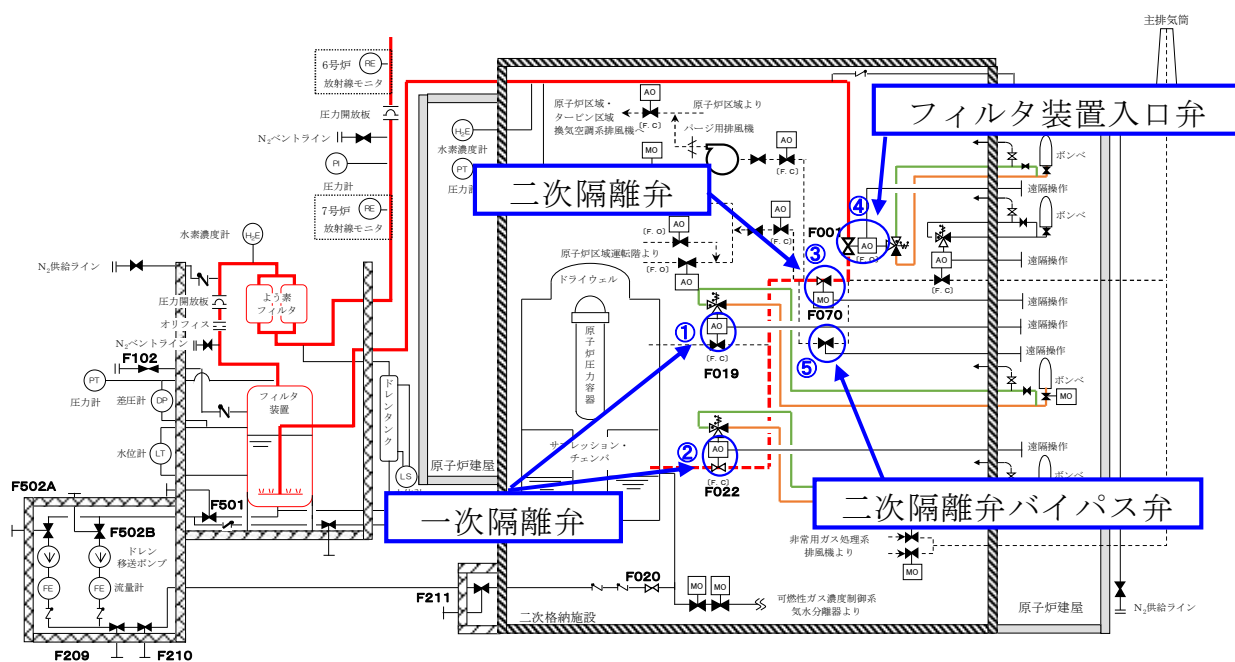 主排気筒
6号炉
放射線モニタ
RE
圧力開放板
N₂ベントライン
PI
圧力計
7号炉
放射線モニタ
RE
H₂E
水素濃度計
PT
圧力計
原子炉区域・
タービン区域
換気空調系排風機へ
AO
(F. C)
原子炉区域より
パージ用排風機
MO
AO
(F. C)
フィルタ装置入口弁
ボンベ
遠隔操作
ボンベ
遠隔操作
二次隔離弁
AO
(F. O)
AO
(F. C)
F001
④
AO
(F. O)
AO
(F. C)
③
MO
F070
遠隔操作
遠隔操作
遠隔操作
ボンベ
MO
水素濃度計
H₂E
N₂供給ライン
圧力開放板
オリフィス
よう素
フィルタ
N₂ベントライン
F102
PT
圧力計
差圧計
DP
フィルタ
装置
水位計
LT
ドレンタンク
LS
原子炉建屋
原子炉区域運転階より
(F. O)
AO
ドライウェル
原子炉圧力容器
サプレッション・
チェンバ
①
AO
(F. C)
F019
⑤
②
AO
(F. C)
F022
遠隔操作
ボンベ
一次隔離弁
二次隔離弁バイパス弁
F502A
F501
F502B
ドレン
移送ポンプ
FE
FE
流量計
F209
F210
F211
F020
MO
MO
可燃性ガス濃度制御系
気水分離器より
非常用ガス処理系
排風機より
MO
二次格納施設
原子炉建屋
N₂供給ライン